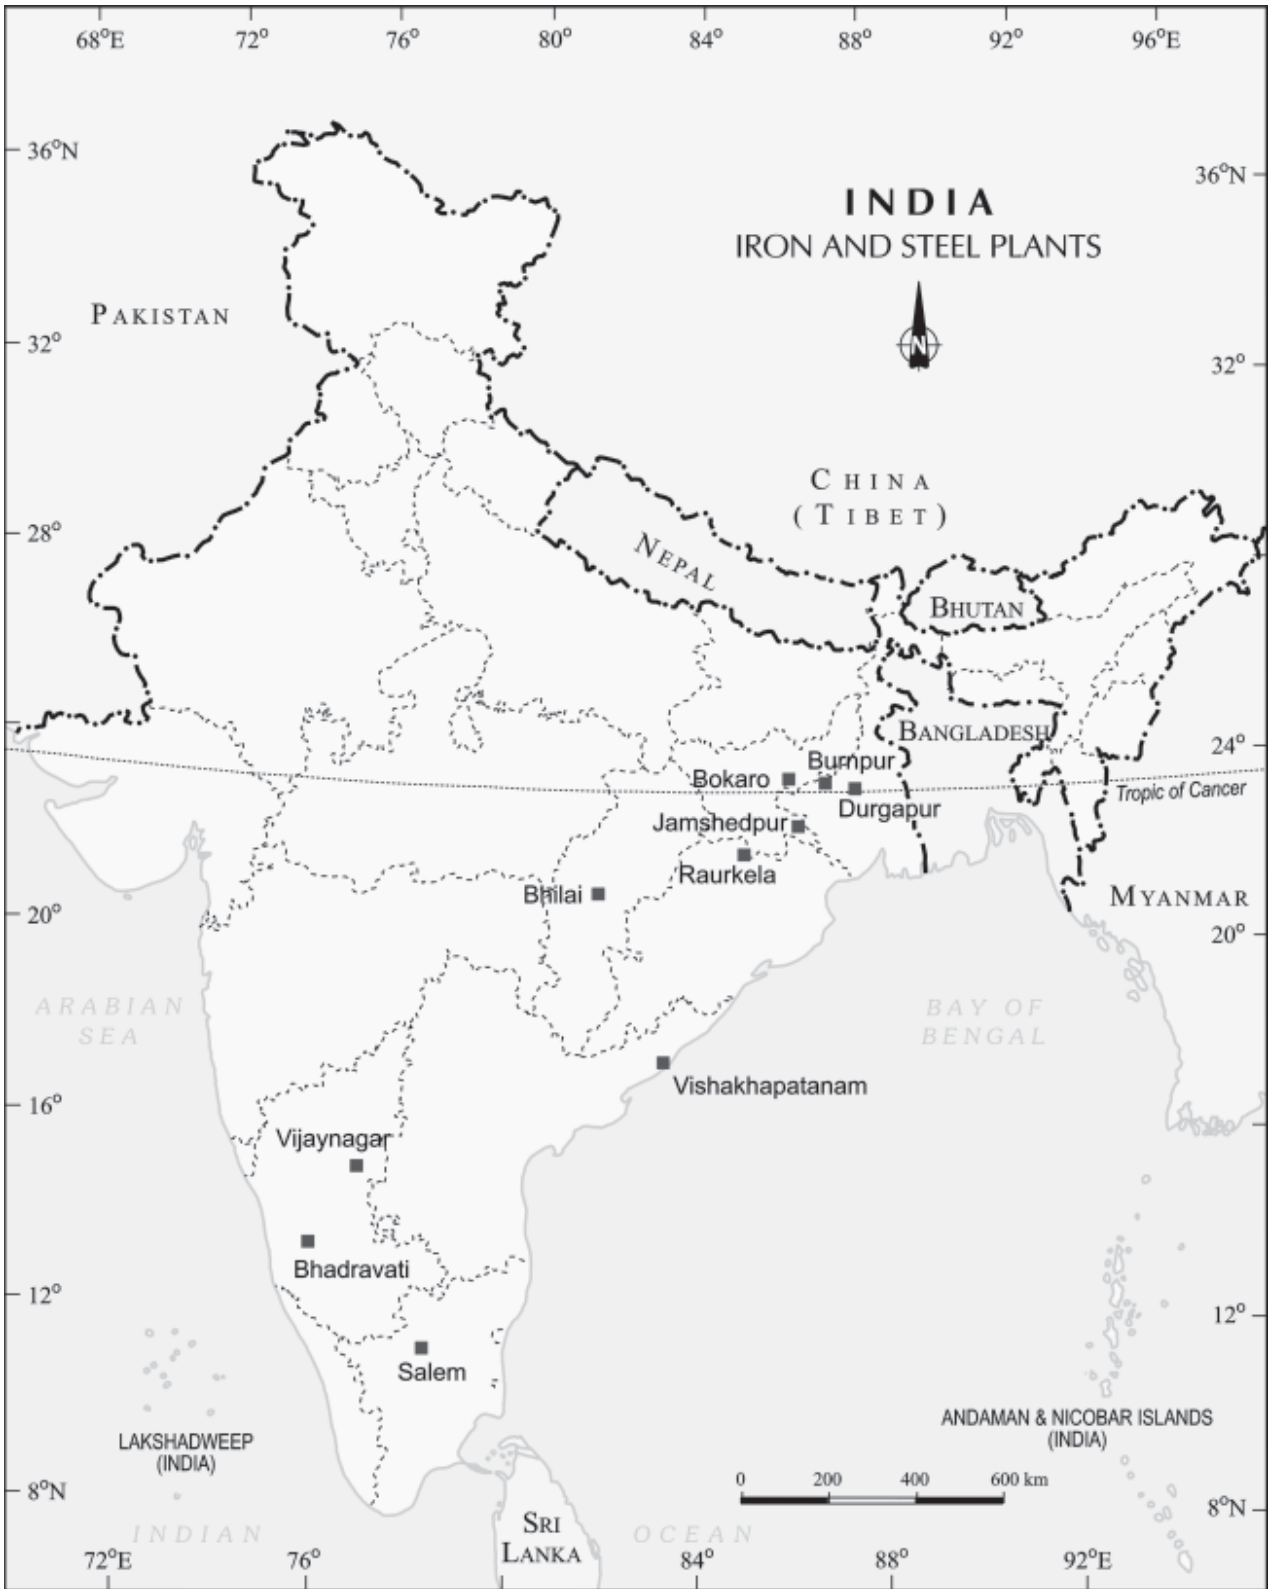 68°E 72° 76° 80° 84° 88° 92° 96°E
36°N
36°N
INDIA
IRON AND STEEL PLANTS
N
PAKISTAN
32°
32°
CHINA
(TIBET)
28°
NEPAL
BHUTAN
BANGLADESH
24°
Burnpur
Bokaro
Tropic of Cancer
Durgapur
Jamshedpur
Raurkela
Bhilai
MYANMAR
20°
20°
ARABIAN
SEA
BAY OF
BENGAL
Vishakhapatanam
16°
Vijaynagar
Bhadravati
12°
12°
Salem
ANDAMAN & NICOBAR ISLANDS
(INDIA)
LAKSHADWEEP
(INDIA)
0 200 400 600 km
8°N
8°N
SRI
LANKA
INDIAN OCEAN
72°E 76° 84° 88° 92°E